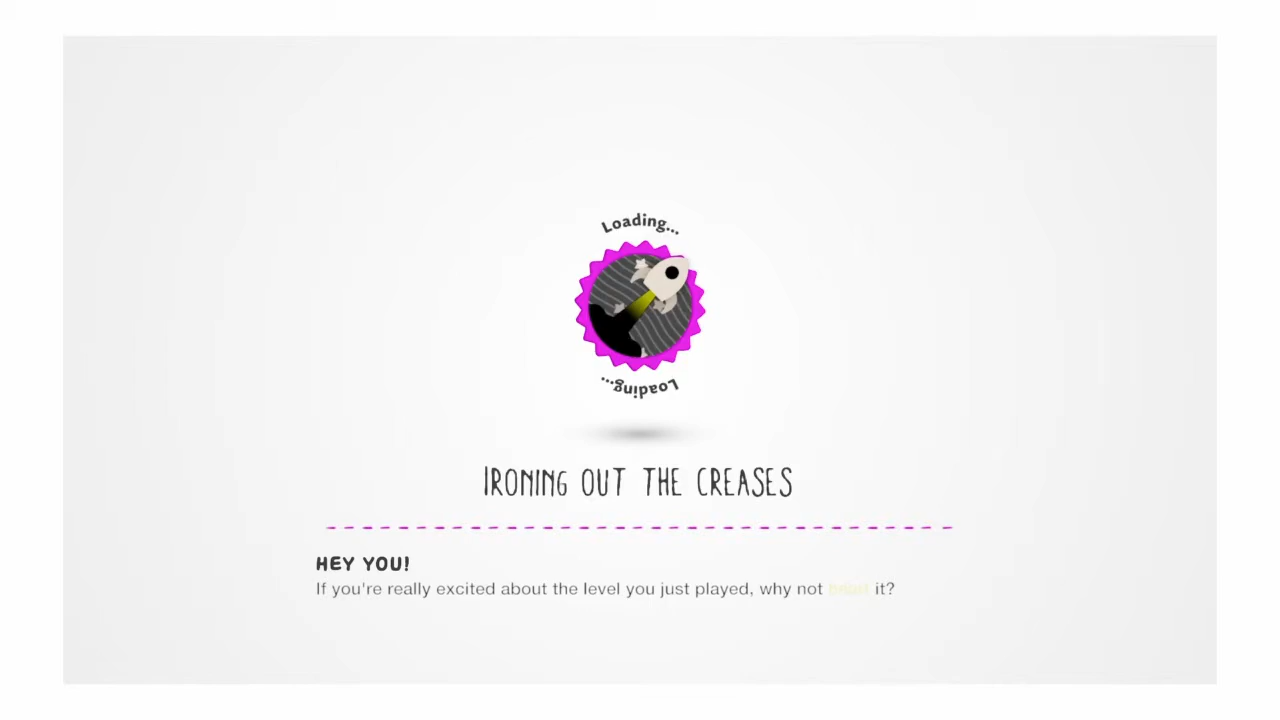 Loading...
Loading...
IRONING OUT THE CREASES
HEY YOU!
If you're really excited about the level you just played, why not it?